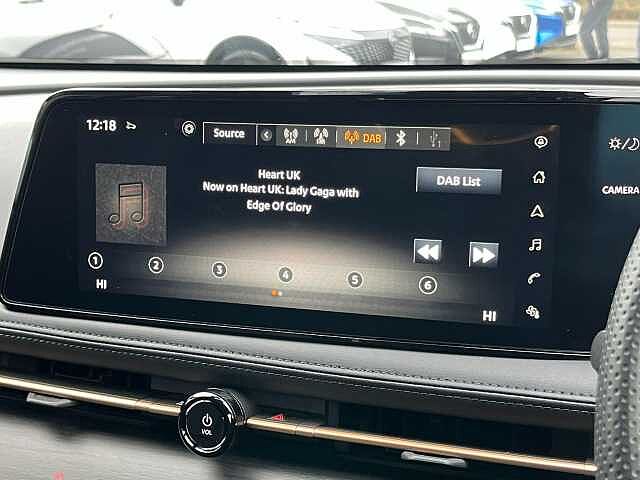 12:18
Source
AM
FM
DAB
1
Heart UK
Now on Heart UK: Lady Gaga with
Edge Of Glory
DAB List
CAMERA
1 2 3 4 5 6
HI
HI
VOL